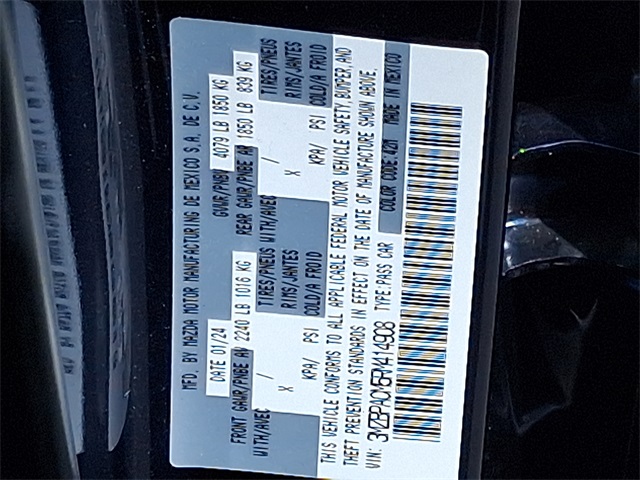 MFD. BY MAZDA MOTOR MANUFACTURING DE MEXICO S.A. DE C.V.
DATE 01/24 GVWR/PNBV 4079 LB 1850 KG
FRONT GAWR/PNBE AV 2240 LB 1016 KG REAR GAWR/PNBE AR 1850 LB 839 KG
WITH/AVEC / TIRES/PNEUS WITH/AVEC / TIRES/PNEUS
X RIMS/JANTES X RIMS/JANTES
KPA/ PSI COLD/A FROID KPA/ PSI COLD/A FROID
THIS VEHICLE CONFORMS TO ALL APPLICABLE FEDERAL MOTOR VEHICLE SAFETY, BUMPER, AND
THEFT PREVENTION STANDARDS IN EFFECT ON THE DATE OF MANUFACTURE SHOWN ABOVE.
VIN: TYPE:PASS CAR COLOR CODE:42M MADE IN MEXICO